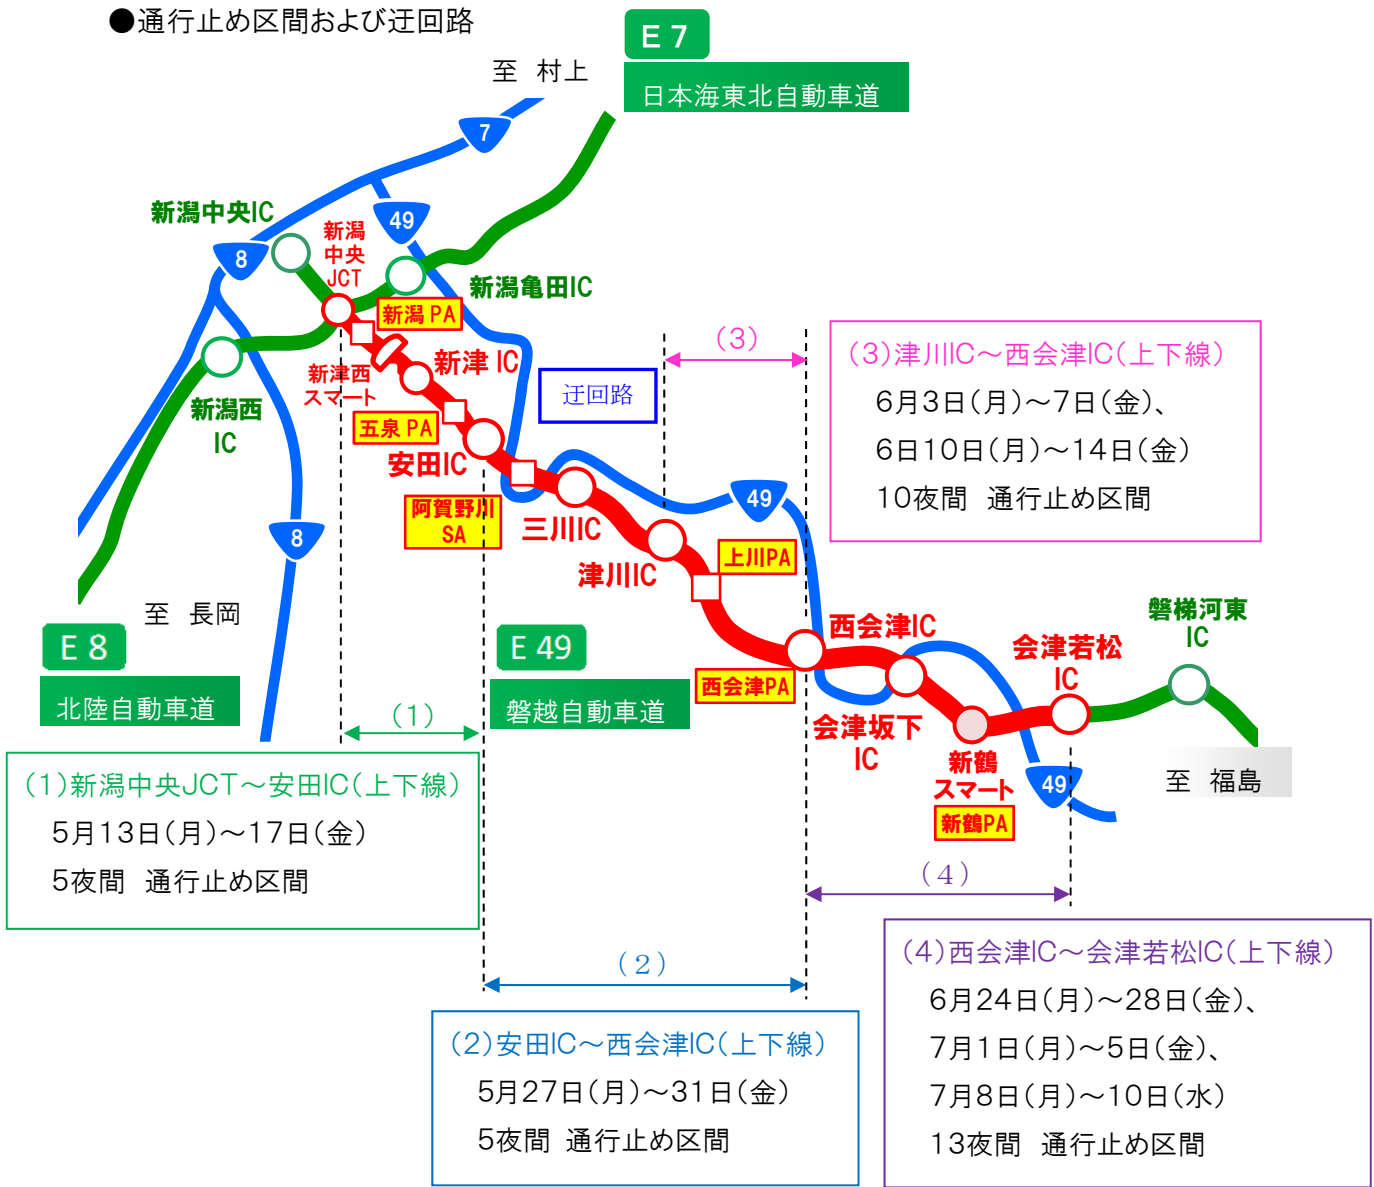 ●通行止め区間および迂回路
E 7
日本海東北自動車道
至　村上
7
新潟中央IC
49
新潟
中央
JCT
8
新潟亀田IC
新潟 PA
新津 IC
新津西
スマート
新潟西
IC
五泉 PA
安田IC
迂回路
(3)
(3)津川IC～西会津IC(上下線)
6月3日(月)～7日(金)、
6日10日(月)～14日(金)
10夜間　通行止め区間
8
阿賀野川
SA
三川IC
津川IC
49
上川PA
至　長岡
E 8
北陸自動車道
E 49
磐越自動車道
西会津PA
西会津IC
会津坂下
IC
会津若松
IC
磐梯河東
IC
新鶴
スマート
新鶴PA
49
至　福島
(1)
(1)新潟中央JCT～安田IC(上下線)
5月13日(月)～17日(金)
5夜間　通行止め区間
(4)
(2)
(2)安田IC～西会津IC(上下線)
5月27日(月)～31日(金)
5夜間 通行止め区間
(4)西会津IC～会津若松IC(上下線)
6月24日(月)～28日(金)、
7月1日(月)～5日(金)、
7月8日(月)～10日(水)
13夜間　通行止め区間